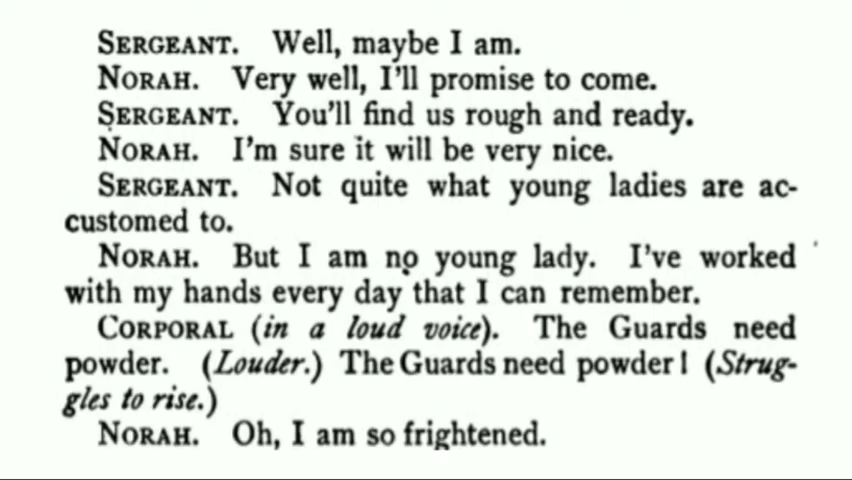 SERGEANT. Well, maybe I am.
NORAH. Very well, I'll promise to come.
SERGEANT. You'll find us rough and ready.
NORAH. I'm sure it will be very nice.
SERGEANT. Not quite what young ladies are ac-
customed to.
NORAH. But I am no young lady. I've worked
with my hands every day that I can remember.
CORPORAL (in a loud voice). The Guards need
powder. (Louder.) The Guards need powder! (Strug-
gles to rise.)
NORAH. Oh, I am so frightened.